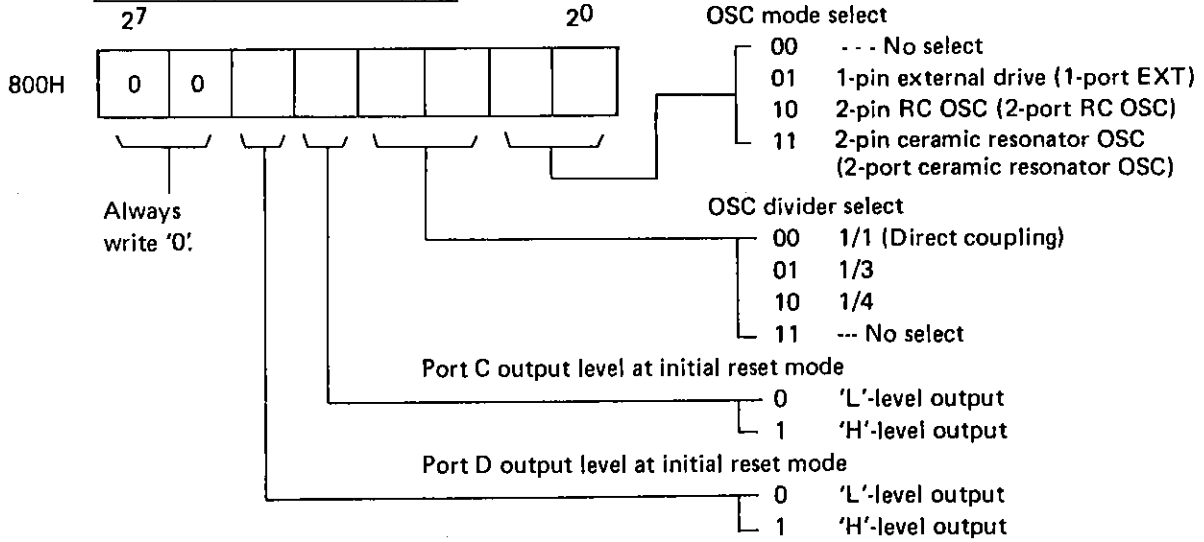 2⁷ 2⁰ OSC mode select
00 --- No select
800H 0 0 01 1-pin external drive (1-port EXT)
10 2-pin RC OSC (2-port RC OSC)
11 2-pin ceramic resonator OSC
(2-port ceramic resonator OSC)
Always
write '0'.
OSC divider select
00 1/1 (Direct coupling)
01 1/3
10 1/4
11 --- No select
Port C output level at initial reset mode
0 'L'-level output
1 'H'-level output
Port D output level at initial reset mode
0 'L'-level output
1 'H'-level output